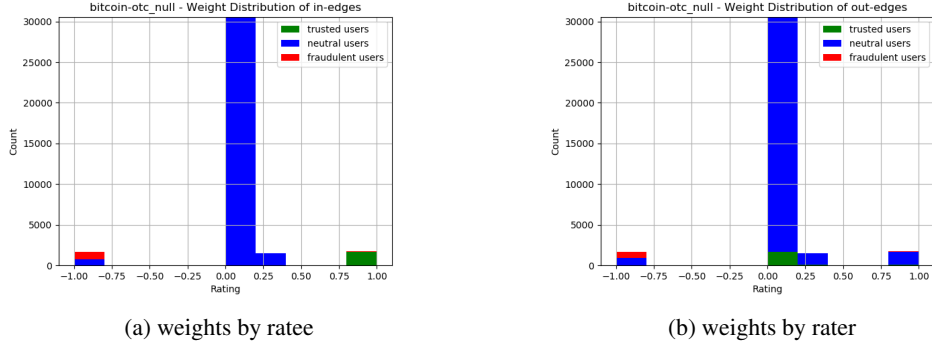 bitcoin-otc_null - Weight Distribution of in-edges
30000
25000
20000
15000
10000
5000
0
Count
trusted users
neutral users
fraudulent users
−1.00 −0.75 −0.50 −0.25 0.00 0.25 0.50 0.75 1.00
Rating
(a) weights by ratee
bitcoin-otc_null - Weight Distribution of out-edges
30000
25000
20000
15000
10000
5000
0
Count
trusted users
neutral users
fraudulent users
−1.00 −0.75 −0.50 −0.25 0.00 0.25 0.50 0.75 1.00
Rating
(b) weights by rater